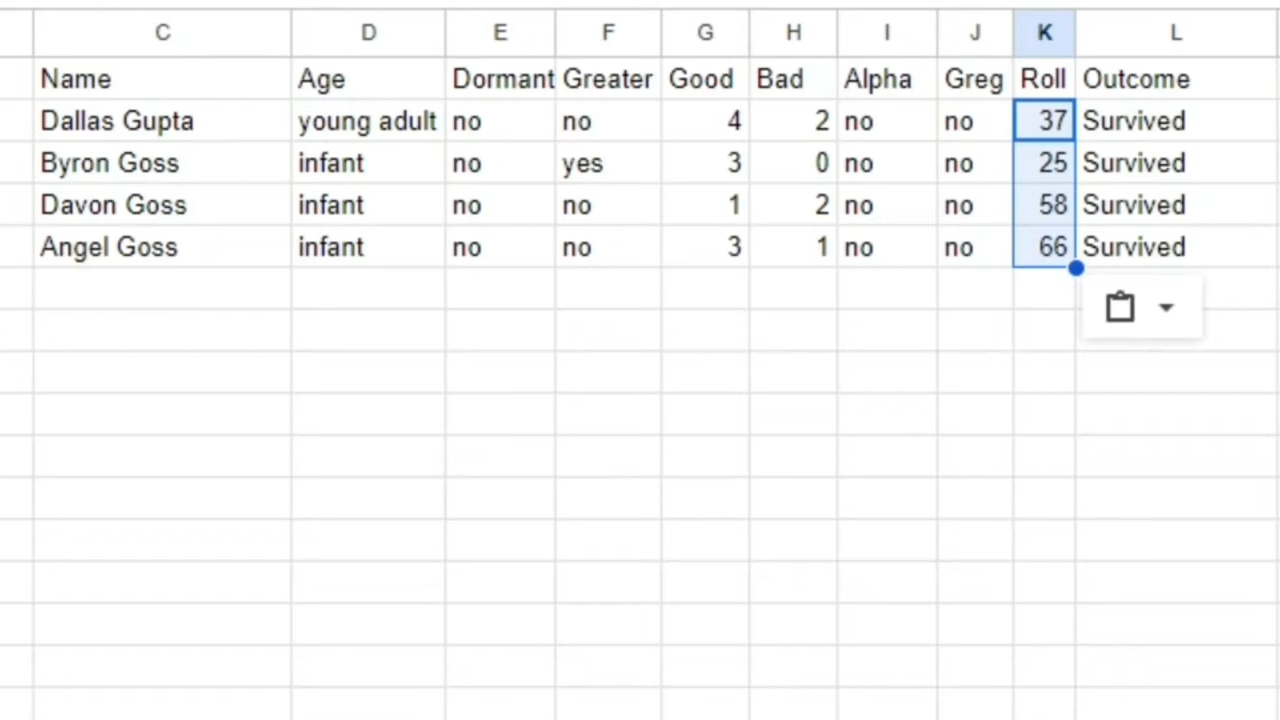 C D E F G H I J K L
Name Age Dormant Greater Good Bad Alpha Greg Roll Outcome
Dallas Gupta young adult no no 4 2 no no 37 Survived
Byron Goss infant no yes 3 0 no no 25 Survived
Davon Goss infant no no 1 2 no no 58 Survived
Angel Goss infant no no 3 1 no no 66 Survived